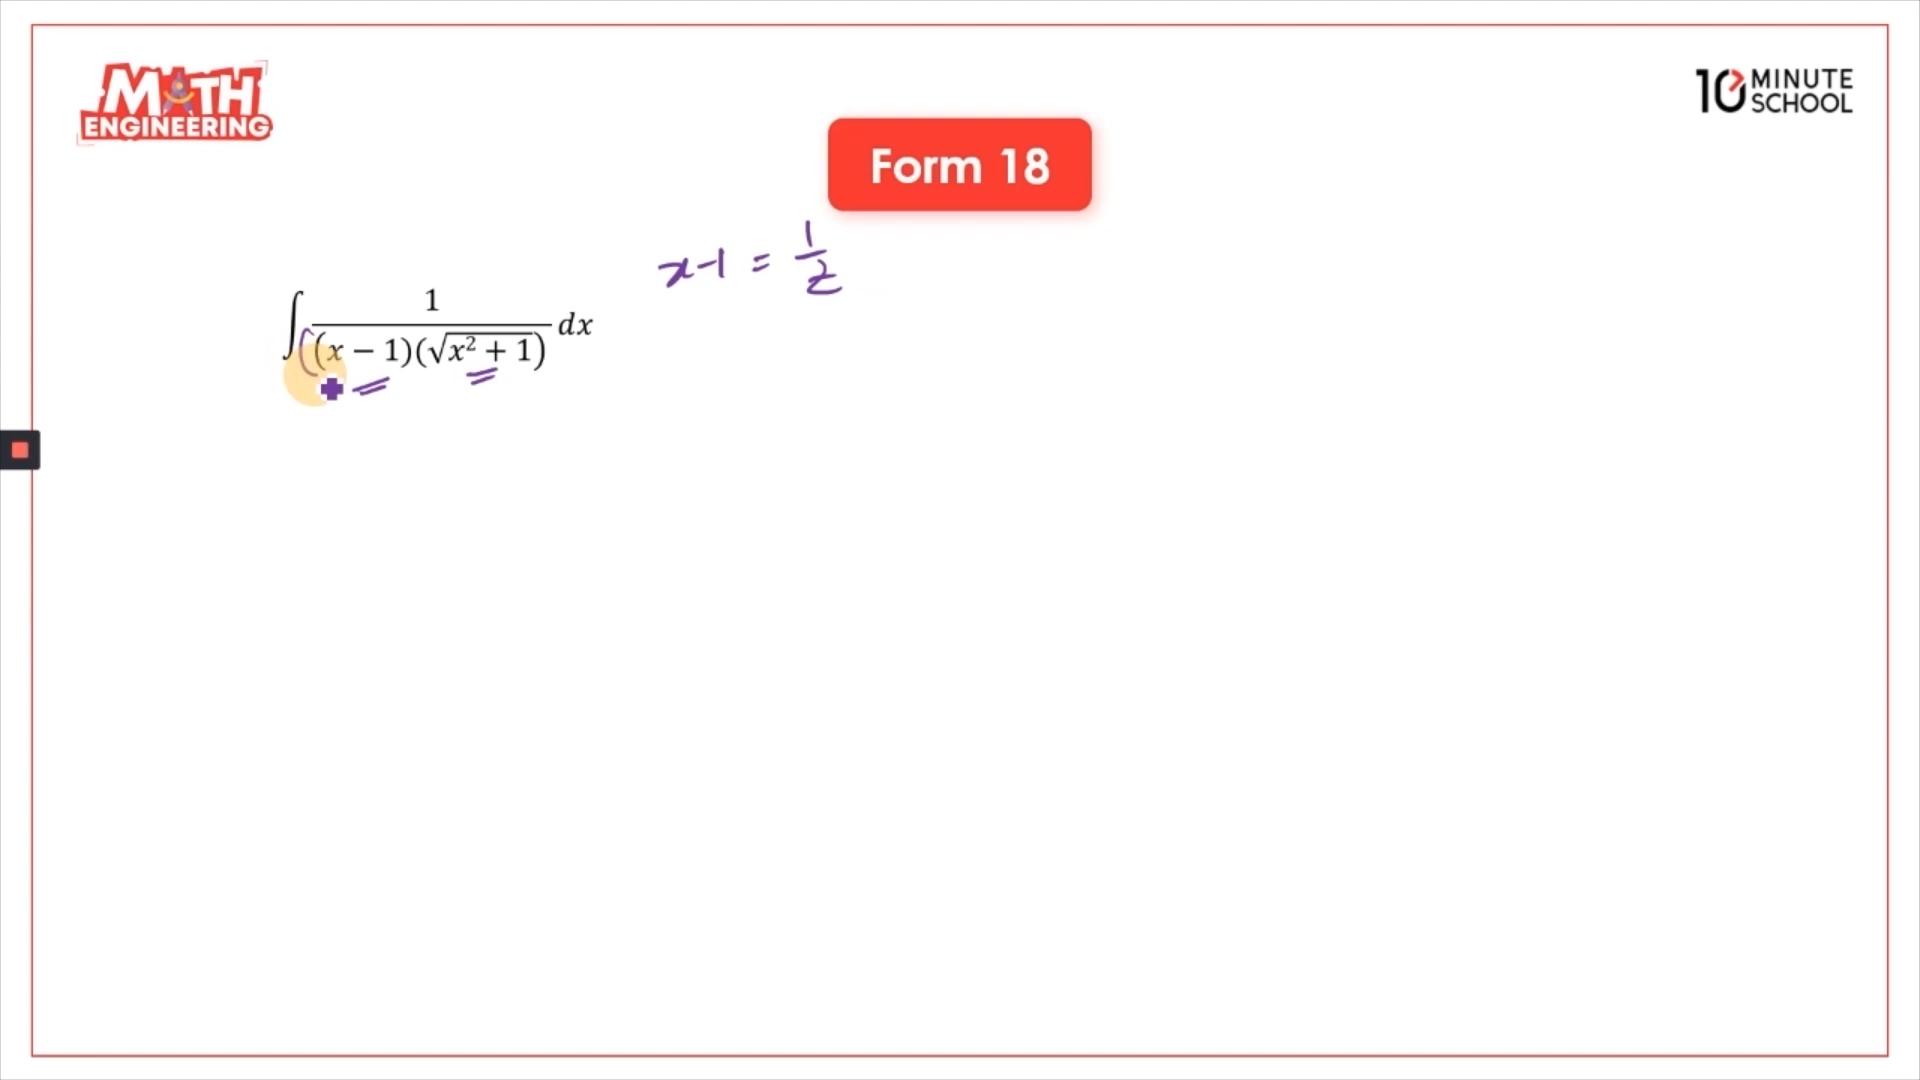 MATH
ENGINEERING
10 MINUTE
SCHOOL
Form 18
x-1 = 1/z
∫ 1/((x − 1)(√(x² + 1))) dx